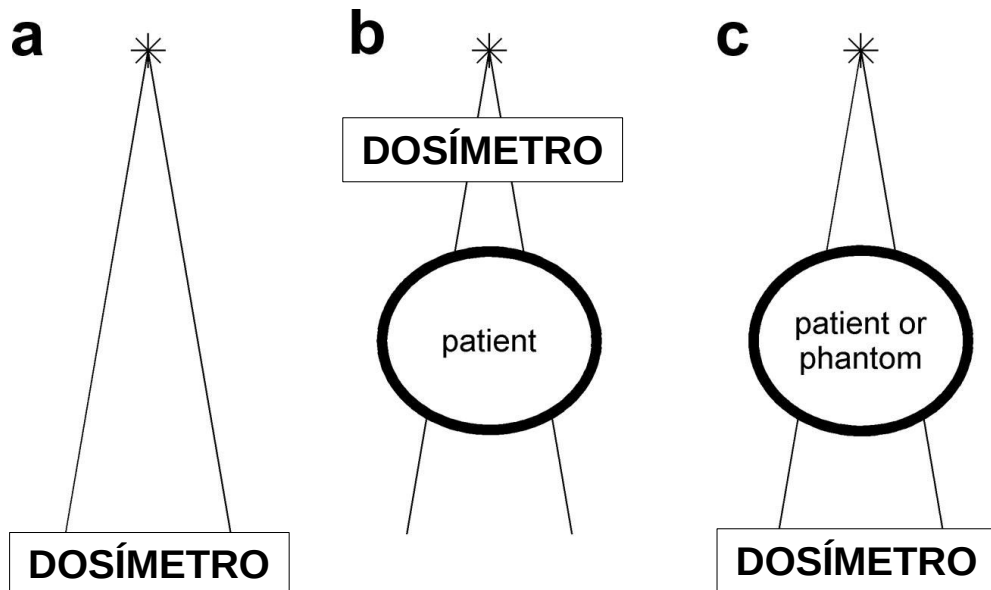 a
b
c
DOSÍMETRO
patient
patient or
phantom
DOSÍMETRO
DOSÍMETRO